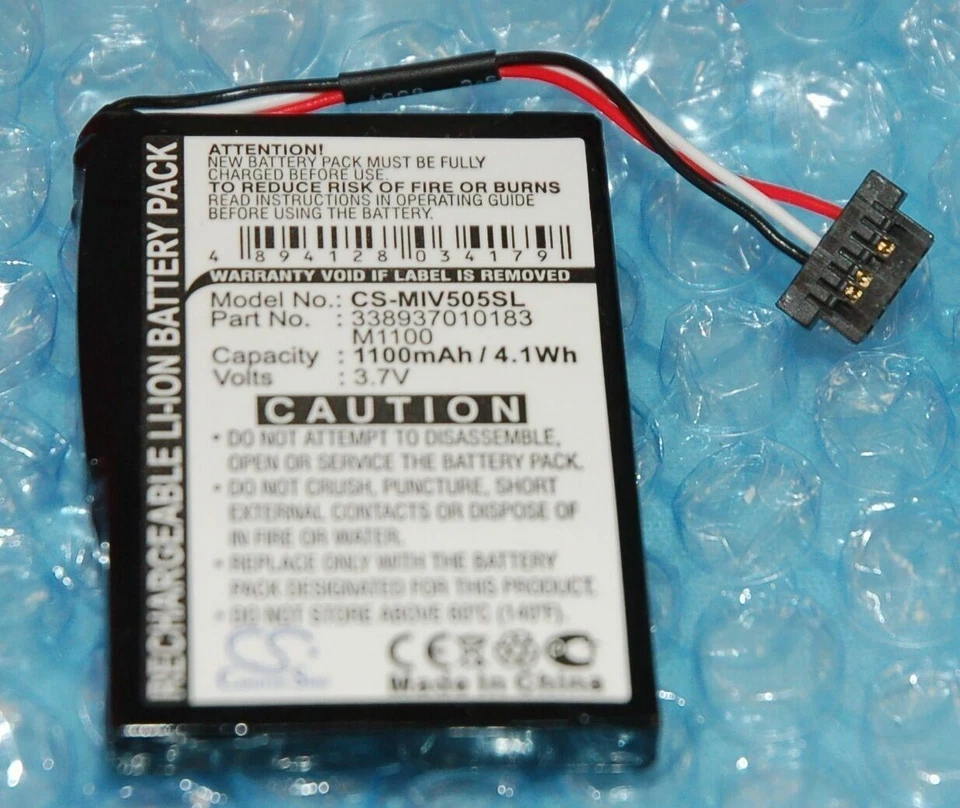 RECHARGEABLE LI-ION BATTERY PACK
ATTENTION!
NEW BATTERY PACK MUST BE FULLY
CHARGED BEFORE USE.
TO REDUCE RISK OF FIRE OR BURNS
READ INSTRUCTIONS IN OPERATING GUIDE
BEFORE USING THE BATTERY.
4 894128 034179
WARRANTY VOID IF LABEL IS REMOVED
Model No.: CS-MIV505SL
Part No. : 338937010183
M1100
Capacity : 1100mAh / 4.1Wh
Volts : 3.7V
CAUTION
• DO NOT ATTEMPT TO DISASSEMBLE,
OPEN OR SERVICE THE BATTERY PACK.
• DO NOT CRUSH, PUNCTURE, SHORT
EXTERNAL CONTACTS OR DISPOSE OF
IN FIRE OR WATER.
• REPLACE ONLY WITH THE BATTERY
PACK DESIGNATED FOR THIS PRODUCT.
• DO NOT STORE ABOVE 60°C (140°F).
CS CE
Made in China